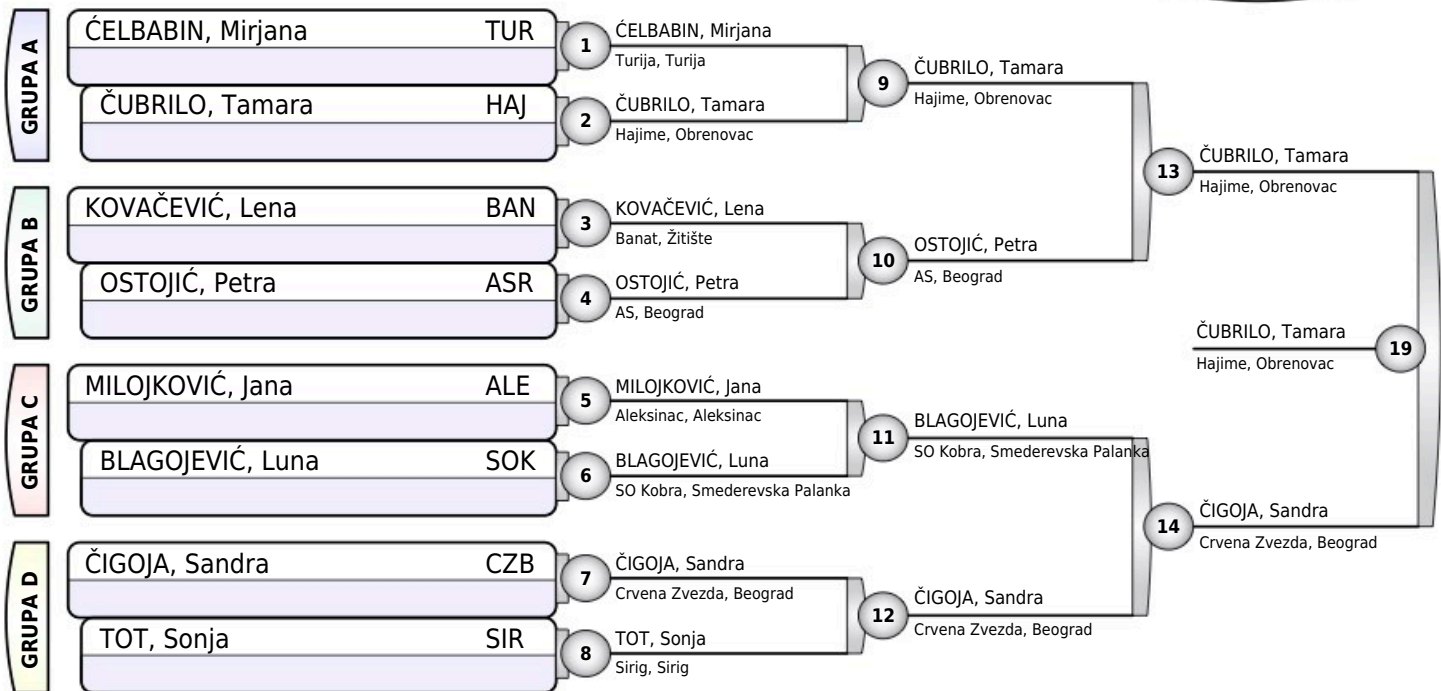 GRUPA A
ĆELBABIN, Mirjana TUR
ČUBRILO, Tamara HAJ
GRUPA B
KOVAČEVIĆ, Lena BAN
OSTOJIĆ, Petra ASR
GRUPA C
MILOJKOVIĆ, Jana ALE
BLAGOJEVIĆ, Luna SOK
GRUPA D
ČIGOJA, Sandra CZB
TOT, Sonja SIR
1
ĆELBABIN, Mirjana
Turija, Turija
2
ČUBRILO, Tamara
Hajime, Obrenovac
3
KOVAČEVIĆ, Lena
Banat, Žitište
4
OSTOJIĆ, Petra
AS, Beograd
5
MILOJKOVIĆ, Jana
Aleksinac, Aleksinac
6
BLAGOJEVIĆ, Luna
SO Kobra, Smederevska Palanka
7
ČIGOJA, Sandra
Crvena Zvezda, Beograd
8
TOT, Sonja
Sirig, Sirig
9
ČUBRILO, Tamara
Hajime, Obrenovac
10
OSTOJIĆ, Petra
AS, Beograd
11
BLAGOJEVIĆ, Luna
SO Kobra, Smederevska Palanka
12
ČIGOJA, Sandra
Crvena Zvezda, Beograd
13
ČUBRILO, Tamara
Hajime, Obrenovac
14
ČIGOJA, Sandra
Crvena Zvezda, Beograd
ČUBRILO, Tamara
Hajime, Obrenovac
19